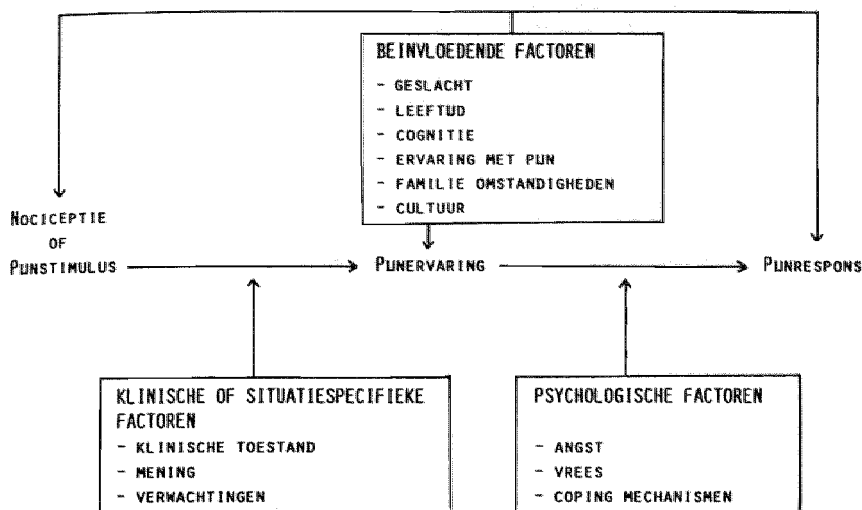 BEINVLOEDENDE FACTOREN
- GESLACHT
- LEEFTIJD
- COGNITIE
- ERVARING MET PIJN
- FAMILIE OMSTANDIGHEDEN
- CULTUUR
NOCICEPTIE
OF
PIJNSTIMULUS
PIJNERVARING
PIJNRESPONS
KLINISCHE OF SITUATIESPECIFIEKE
FACTOREN
- KLINISCHE TOESTAND
- MENING
- VERWACHTINGEN
PSYCHOLOGISCHE FACTOREN
- ANGST
- VREES
- COPING MECHANISMEN